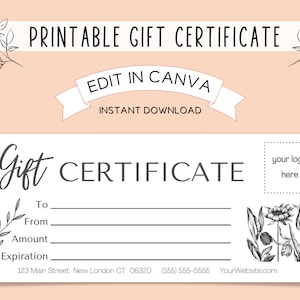 PRINTABLE GIFT CERTIFICATE
EDIT IN CANVA
INSTANT DOWNLOAD
Gift CERTIFICATE
your logo
here
To
From
Amount
Expiration
123 Main Street. New London CT 06320 (555) 555-5555 YourWebsite.com